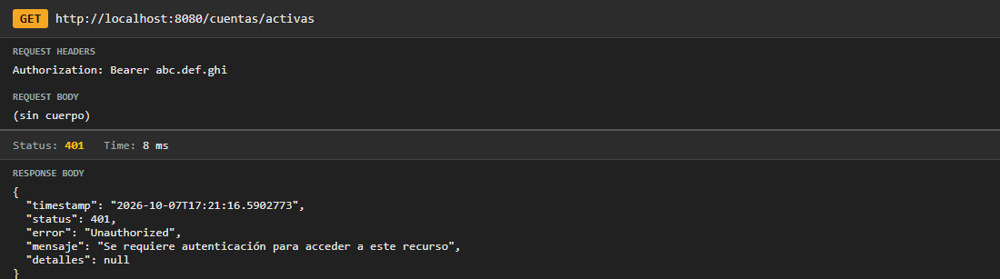 GET http://localhost:8080/cuentas/activas
REQUEST HEADERS
Authorization: Bearer abc.def.ghi
REQUEST BODY
(sin cuerpo)
Status: 401 Time: 8 ms
RESPONSE BODY
{
  "timestamp": "2026-10-07T17:21:16.5902773",
  "status": 401,
  "error": "Unauthorized",
  "mensaje": "Se requiere autenticación para acceder a este recurso",
  "detalles": null
}